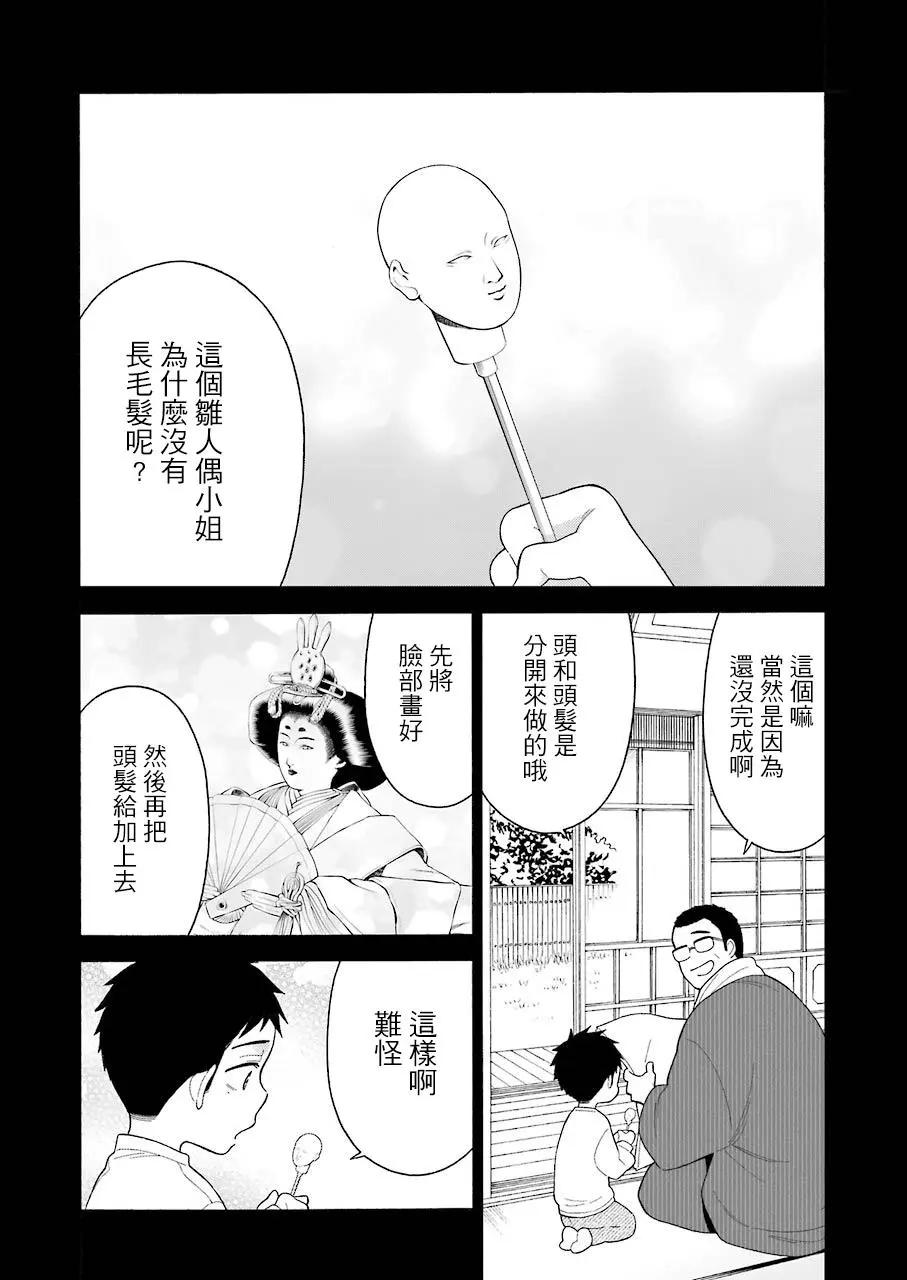 這個雛人偶小姐
為什麼沒有
長毛髮呢？
這個嘛
當然是因為
還沒完成啊
頭和頭髮是
分開來做的哦
先將
臉部畫好
然後再把
頭髮給加上去
這樣啊
難怪